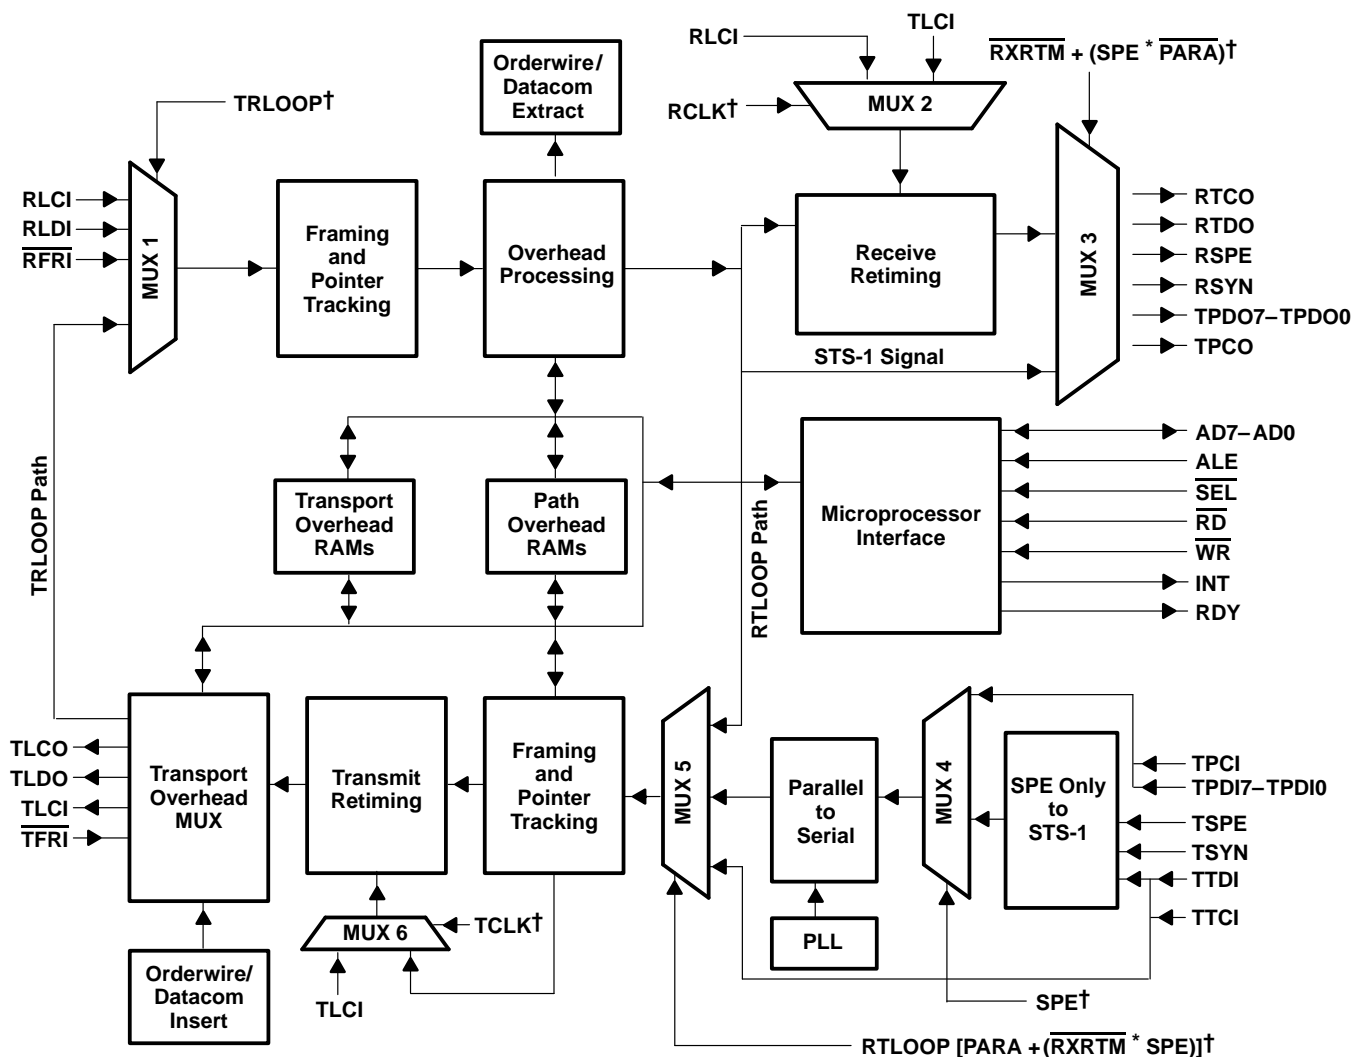 RLCI
TLCI
RXRTM + (SPE * PARA)†
Orderwire/
Datacom
Extract
TRLOOP†
RCLK†
MUX 2
RLCI
RLDI
RFRI
MUX 1
Framing
and
Pointer
Tracking
Overhead
Processing
Receive
Retiming
MUX 3
RTCO
RTDO
RSPE
RSYN
TPDO7–TPDO0
TPCO
STS-1 Signal
TRLOOP Path
Transport
Overhead
RAMs
Path
Overhead
RAMs
RTLOOP Path
Microprocessor
Interface
AD7–AD0
ALE
SEL
RD
WR
INT
RDY
TLCO
TLDO
TLCI
TFRI
Transport
Overhead
MUX
Transmit
Retiming
Framing
and
Pointer
Tracking
MUX 5
Parallel
to
Serial
MUX 4
SPE Only
to
STS-1
TPCI
TPDI7–TPDI0
TSPE
TSYN
TTDI
TTCI
MUX 6
TCLK†
PLL
Orderwire/
Datacom
Insert
TLCI
SPE†
RTLOOP [PARA + (RXRTM * SPE)]†